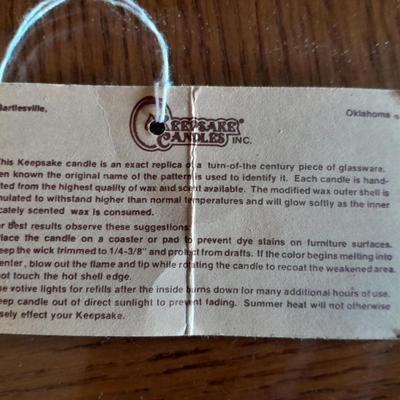 Bartlesville, Oklahoma
KEEPSAKE
CANDLES INC.
This Keepsake candle is an exact replica of a turn-of-the century piece of glassware.
en known the original name of the pattern is used to identify it. Each candle is hand-
ted from the highest quality of wax and scent available. The modified wax outer shell is
mulated to withstand higher than normal temperatures and will glow softly as the inner
cately scented wax is consumed.
r best results observe these suggestions:
lace the candle on a coaster or pad to prevent dye stains on furniture surfaces.
eep the wick trimmed to 1/4-3/8" and protect from drafts. If the color begins melting into
enter, blow out the flame and tip while rotating the candle to recoat the weakened area.
not touch the hot shell edge.
se votive lights for refills after the inside burns down for many additional hours of use.
eep candle out of direct sunlight to prevent fading. Summer heat will not otherwise
sely effect your Keepsake.